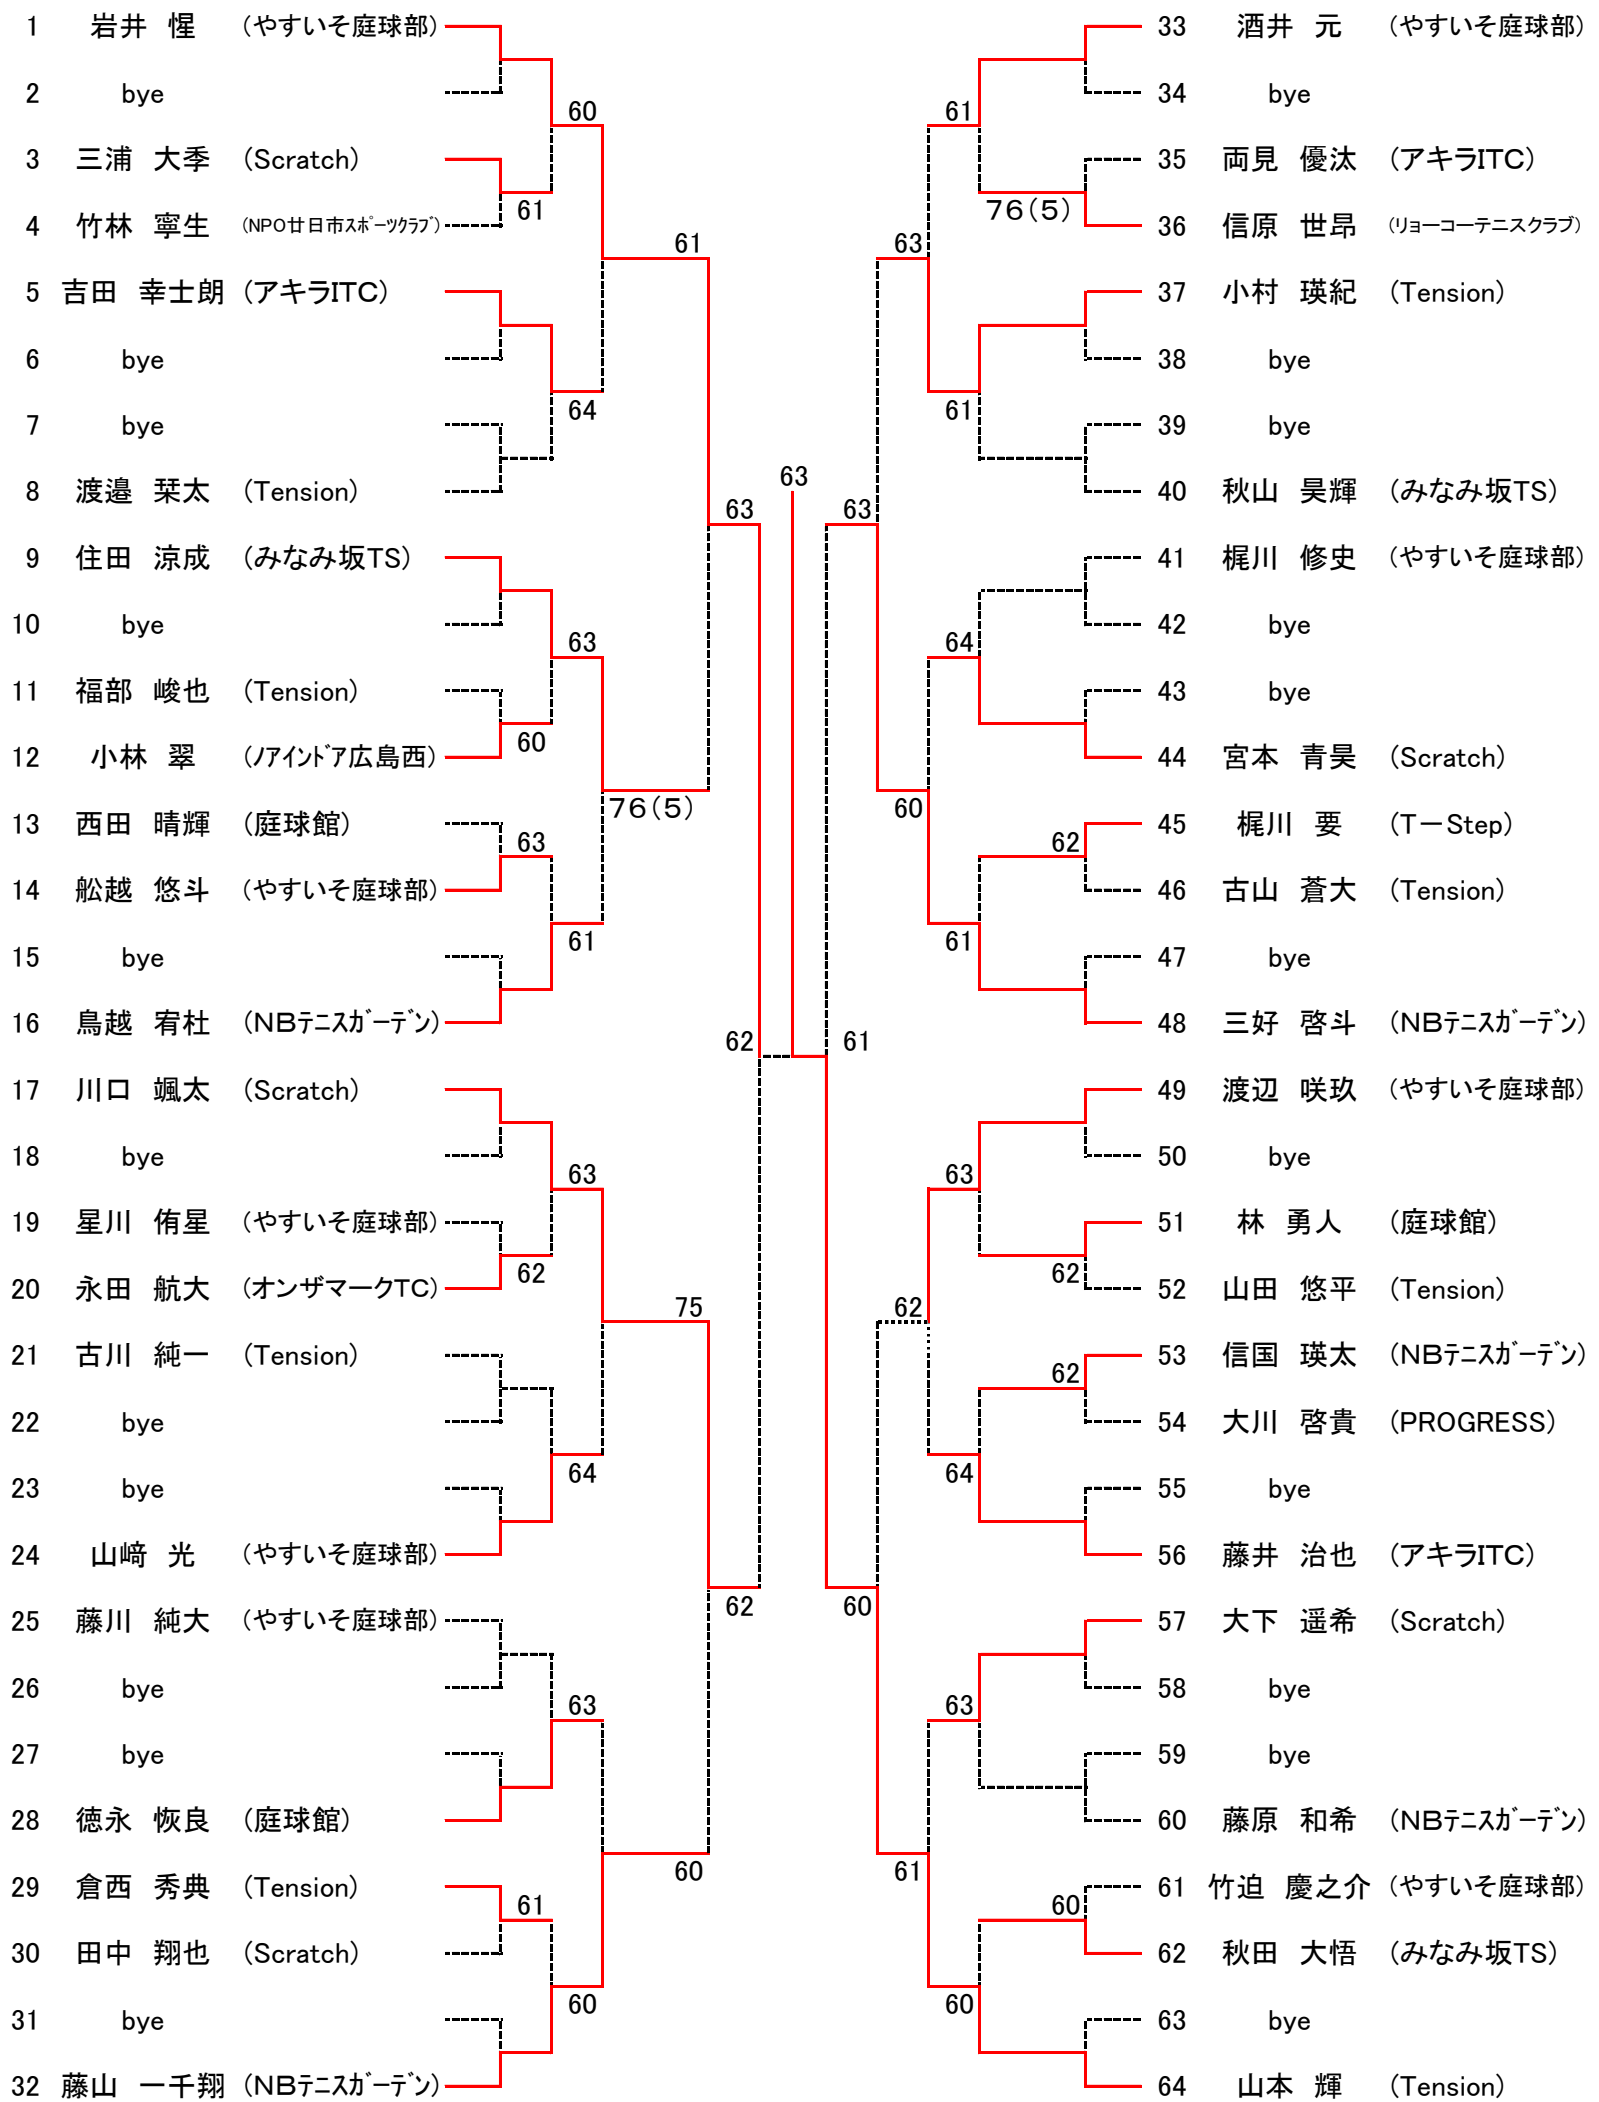 1 岩井 惺 (やすいそ庭球部)
2 bye
3 三浦 大季 (Scratch)
4 竹林 寧生 (NPO廿日市ｽﾎﾟｰﾂｸﾗﾌﾞ)
5 吉田 幸士朗 (アキラITC)
6 bye
7 bye
8 渡邉 栞太 (Tension)
9 住田 涼成 (みなみ坂TS)
10 bye
11 福部 峻也 (Tension)
12 小林 翠 (ﾉｱｲﾝﾄﾞｱ広島西)
13 西田 晴輝 (庭球館)
14 舩越 悠斗 (やすいそ庭球部)
15 bye
16 鳥越 宥杜 (NBﾃﾆｽｶﾞｰﾃﾞﾝ)
17 川口 颯太 (Scratch)
18 bye
19 星川 侑星 (やすいそ庭球部)
20 永田 航大 (オンザマークTC)
21 古川 純一 (Tension)
22 bye
23 bye
24 山﨑 光 (やすいそ庭球部)
25 藤川 純大 (やすいそ庭球部)
26 bye
27 bye
28 徳永 恢良 (庭球館)
29 倉西 秀典 (Tension)
30 田中 翔也 (Scratch)
31 bye
32 藤山 一千翔 (NBﾃﾆｽｶﾞｰﾃﾞﾝ)
61
60
63
61
62
63
61
60
64
63
61
63
64
63
60
61
76(5)
75
60
63
62
62
63
61
63
60
61
63
62
60
61
61
61
64
61
63
64
63
60
76(5)
62
62
62
60
33 酒井 元 (やすいそ庭球部)
34 bye
35 両見 優汰 (アキラITC)
36 信原 世昂 (リョーコーテニスクラブ)
37 小村 瑛紀 (Tension)
38 bye
39 bye
40 秋山 昊輝 (みなみ坂TS)
41 梶川 修史 (やすいそ庭球部)
42 bye
43 bye
44 宮本 青昊 (Scratch)
45 梶川 要 (T－Step)
46 古山 蒼大 (Tension)
47 bye
48 三好 啓斗 (NBﾃﾆｽｶﾞｰﾃﾞﾝ)
49 渡辺 咲玖 (やすいそ庭球部)
50 bye
51 林 勇人 (庭球館)
52 山田 悠平 (Tension)
53 信国 瑛太 (NBﾃﾆｽｶﾞｰﾃﾞﾝ)
54 大川 啓貴 (PROGRESS)
55 bye
56 藤井 治也 (アキラITC)
57 大下 遥希 (Scratch)
58 bye
59 bye
60 藤原 和希 (NBﾃﾆｽｶﾞｰﾃﾞﾝ)
61 竹迫 慶之介 (やすいそ庭球部)
62 秋田 大悟 (みなみ坂TS)
63 bye
64 山本 輝 (Tension)